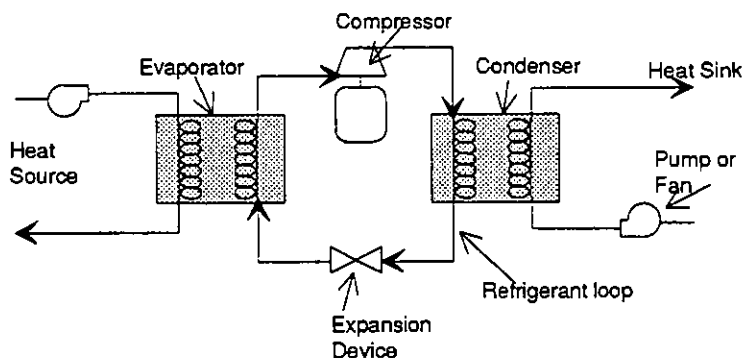 Compressor
Evaporator
Condenser
Heat Sink
Heat
Source
Pump or
Fan
Refrigerant loop
Expansion
Device